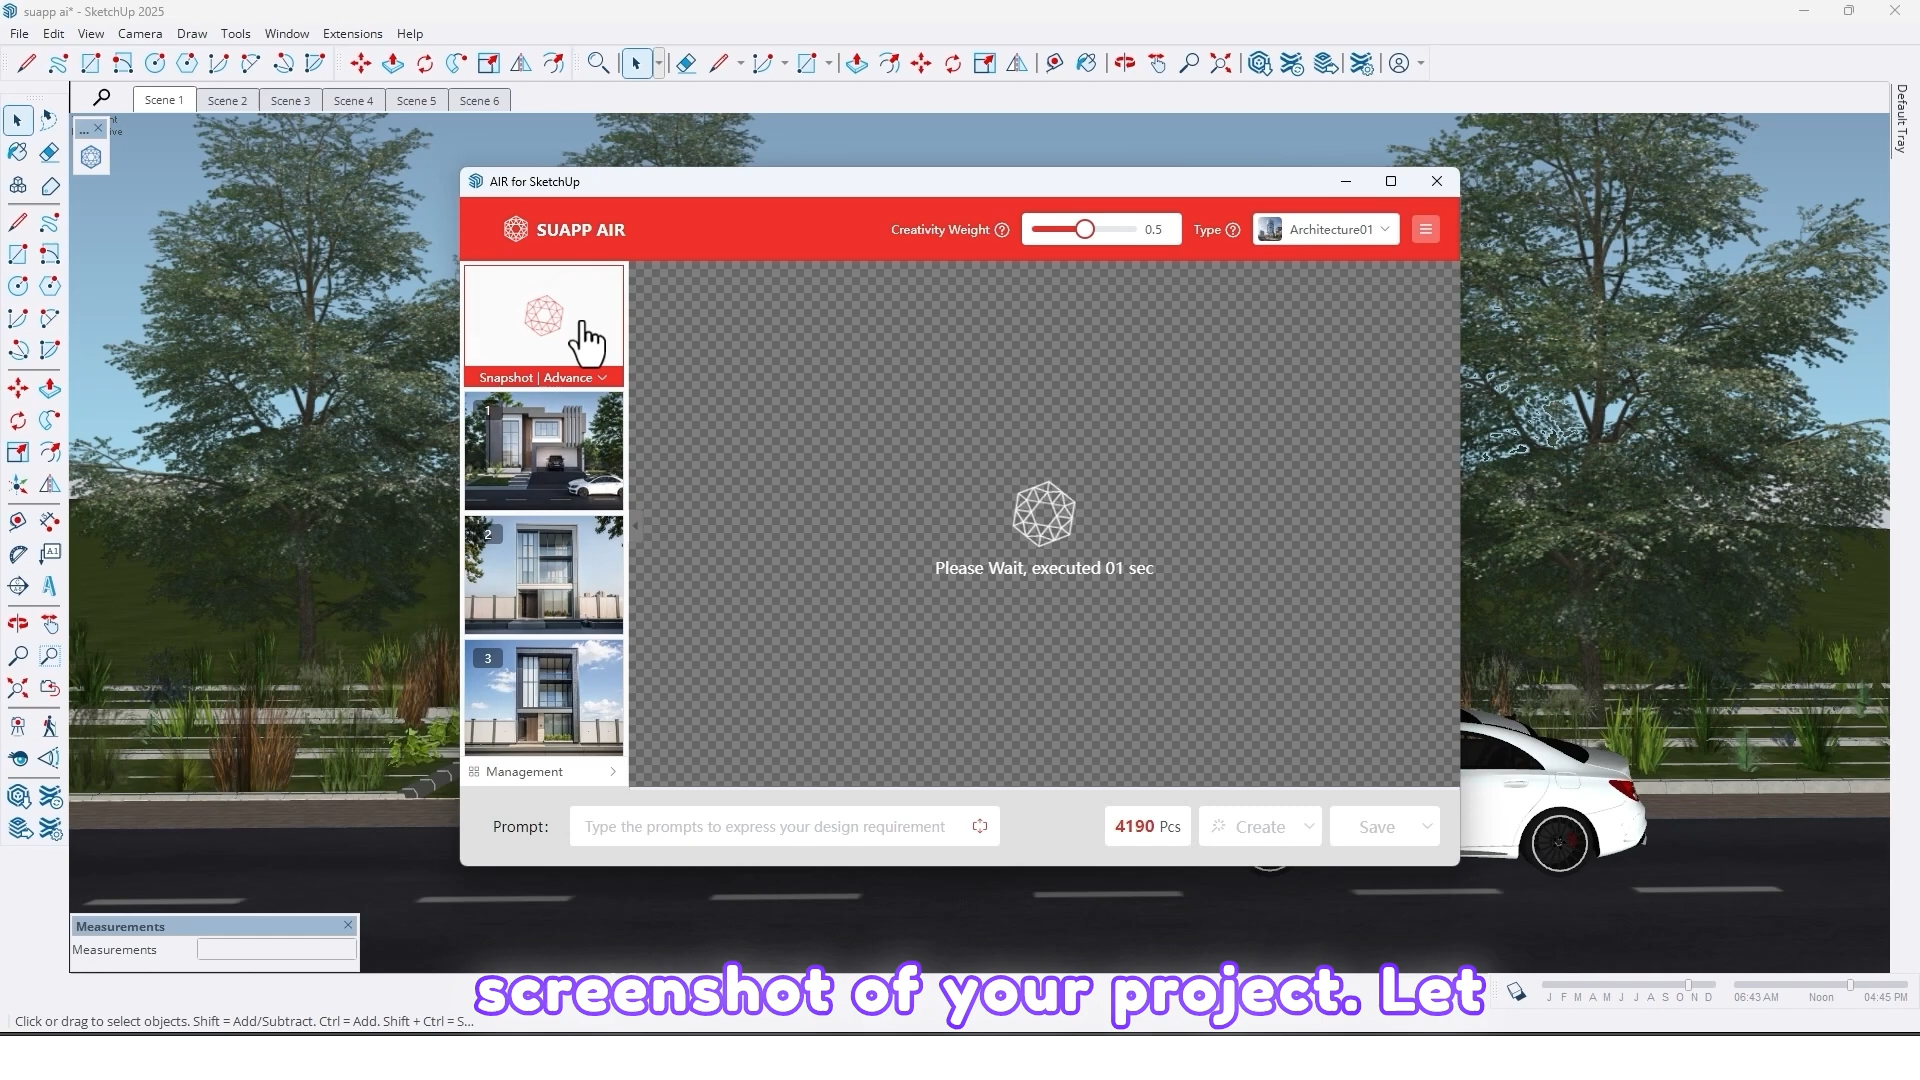 suapp ai* - SketchUp 2025
File Edit View Camera Draw Tools Window Extensions Help
Scene 1 Scene 2 Scene 3 Scene 4 Scene 5 Scene 6
Default Tray
...
AIR for SketchUp
SUAPP AIR
Creativity Weight ? 0.5 Type ? Architecture01
Snapshot | Advance
1
2
3
Please Wait, executed 01 sec
Management
Prompt: Type the prompts to express your design requirement 4190 Pcs Create Save
A1
Measurements
Measurements
screenshot of your project. Let
J F M A M J J A S O N D 06:43 AM Noon 04:45 PM
Click or drag to select objects. Shift = Add/Subtract. Ctrl = Add. Shift + Ctrl = S...